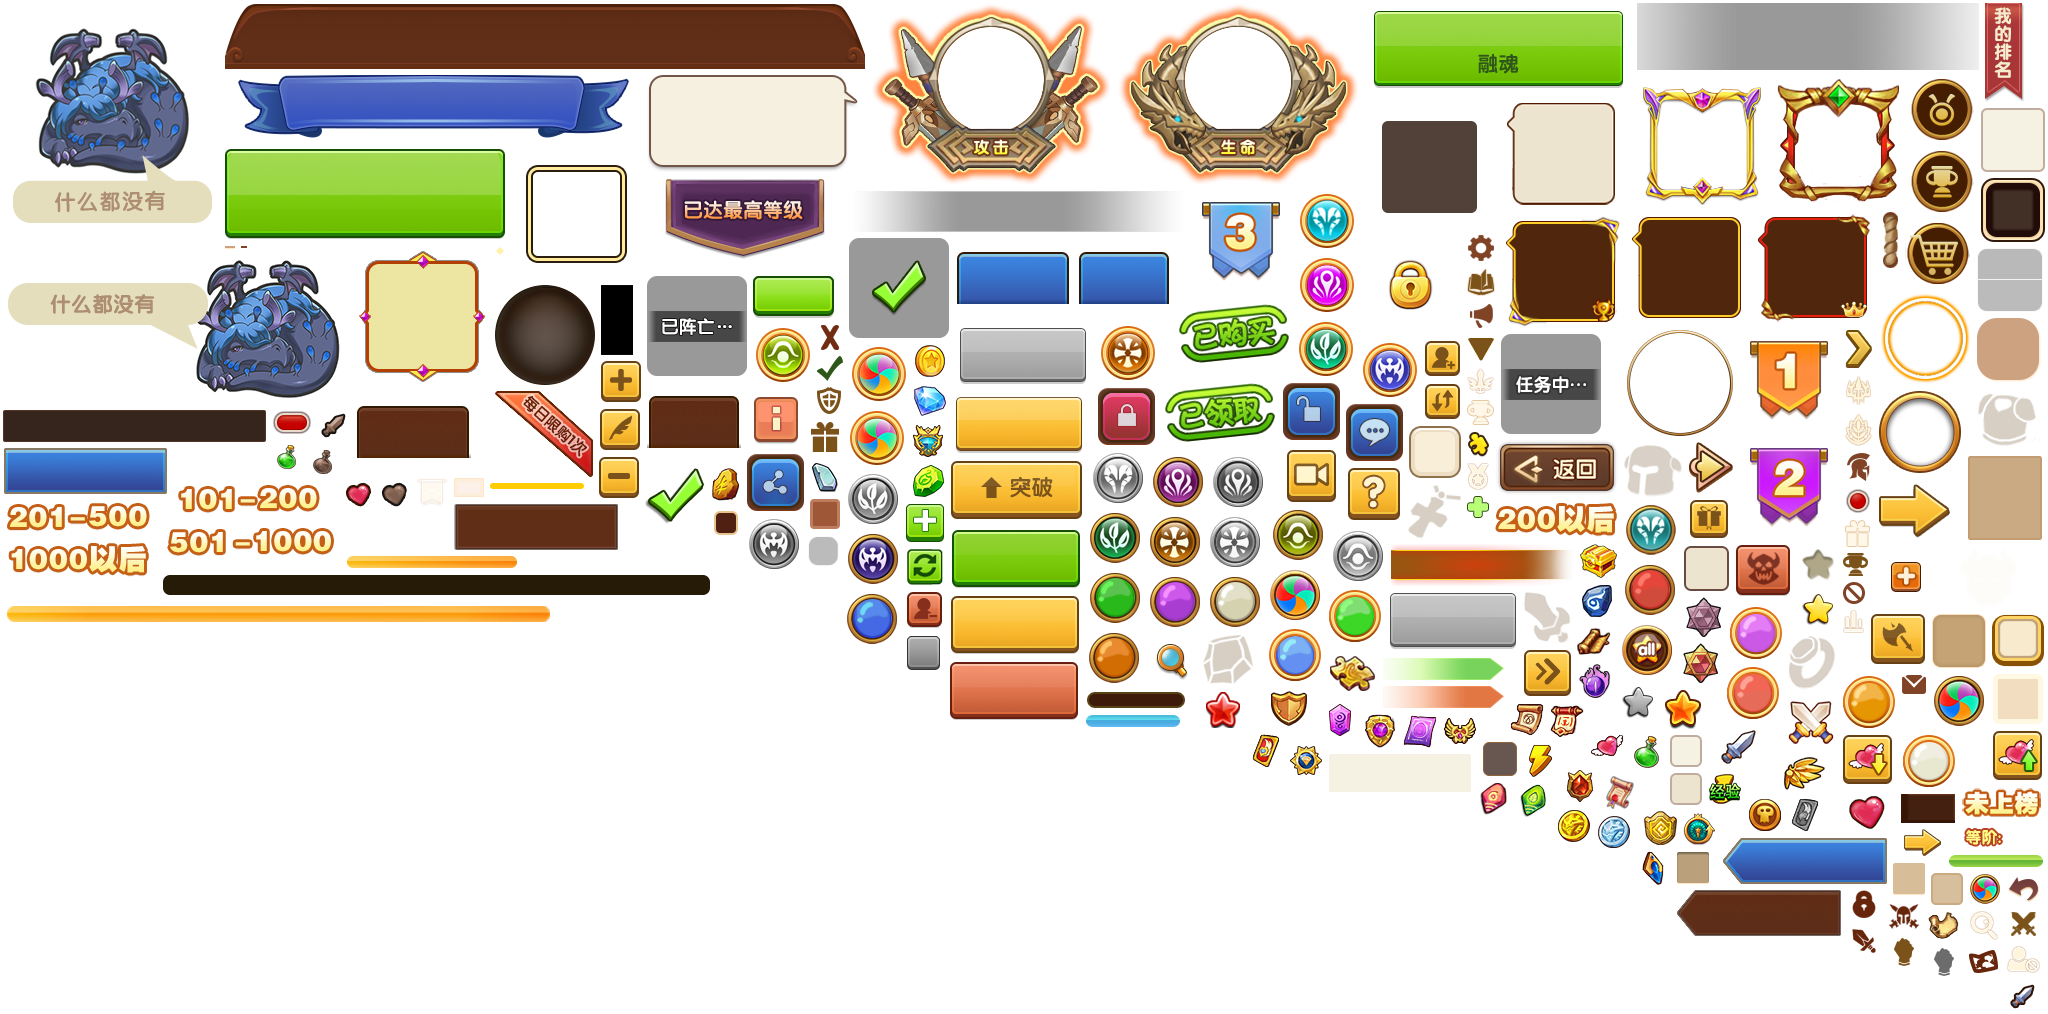 我的排名
攻击
生命
融魂
什么都没有
已达最高等级
3
什么都没有
已阵亡…
已购买
任务中…
1
每日限购1次
已领取
返回
2
突破
101-200
201-500
200以后
501-1000
1000以后
all
经验
未上榜
等阶: